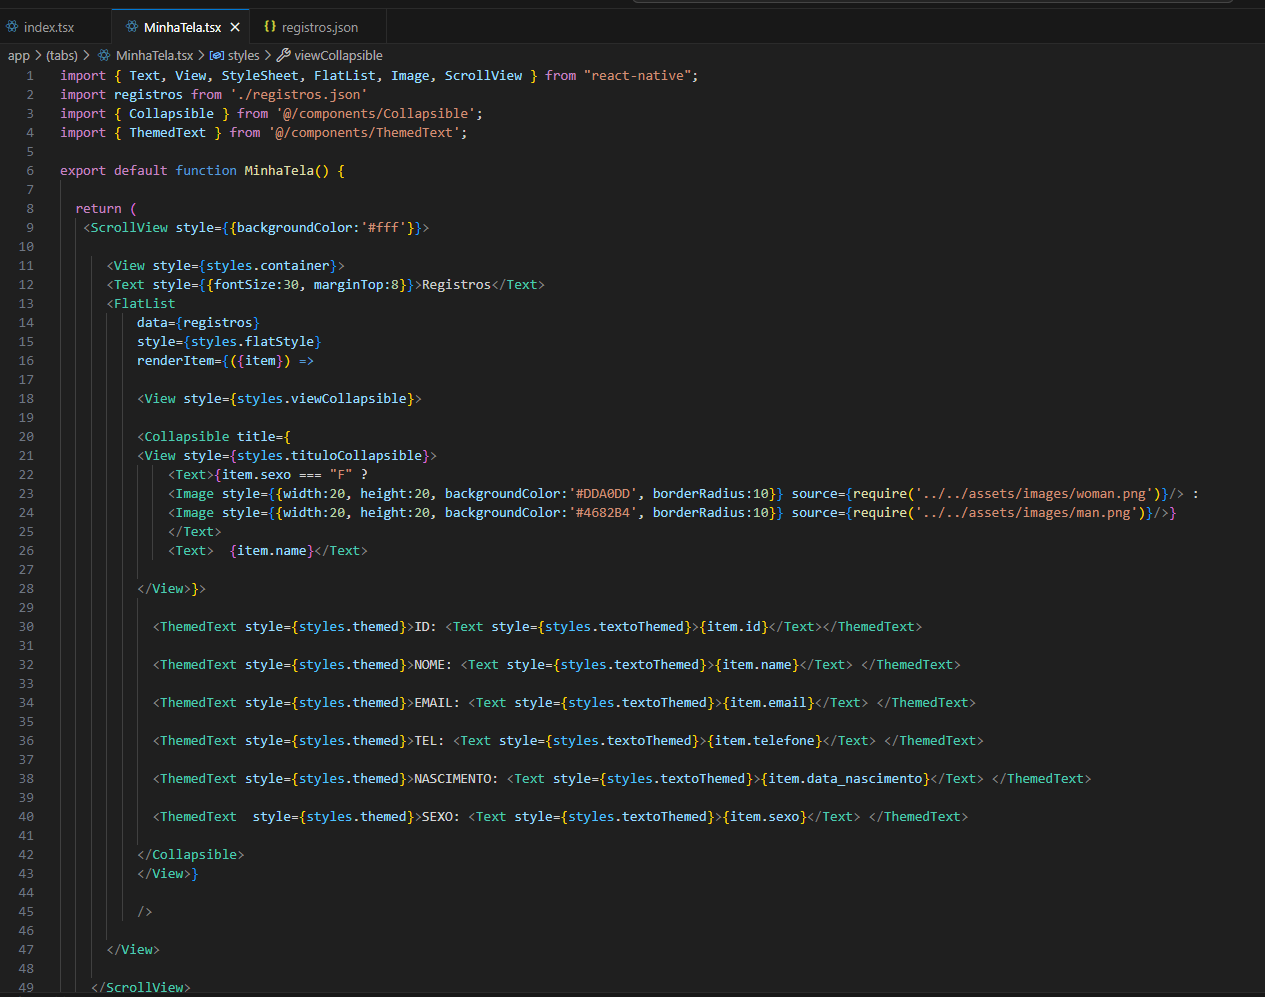 index.tsx MinhaTela.tsx registros.json
app > (tabs) > MinhaTela.tsx > styles > viewCollapsible
1 import { Text, View, StyleSheet, FlatList, Image, ScrollView } from "react-native";
2 import registros from './registros.json'
3 import { Collapsible } from '@/components/Collapsible';
4 import { ThemedText } from '@/components/ThemedText';
5
6 export default function MinhaTela() {
7
8 return (
9 <ScrollView style={{backgroundColor:'#fff'}}>
10
11 <View style={styles.container}>
12 <Text style={{fontSize:30, marginTop:8}}>Registros</Text>
13 <FlatList
14 data={registros}
15 style={styles.flatStyle}
16 renderItem={({item}) =>
17
18 <View style={styles.viewCollapsible}>
19
20 <Collapsible title={
21 <View style={styles.tituloCollapsible}>
22 <Text>{item.sexo === "F" ?
23 <Image style={{width:20, height:20, backgroundColor:'#DDA0DD', borderRadius:10}} source={require('../../assets/images/woman.png')}/> :
24 <Image style={{width:20, height:20, backgroundColor:'#4682B4', borderRadius:10}} source={require('../../assets/images/man.png')}/>}
25 </Text>
26 <Text>  {item.name}</Text>
27
28 </View>}>
29
30 <ThemedText style={styles.themed}>ID: <Text style={styles.textoThemed}>{item.id}</Text></ThemedText>
31
32 <ThemedText style={styles.themed}>NOME: <Text style={styles.textoThemed}>{item.name}</Text> </ThemedText>
33
34 <ThemedText style={styles.themed}>EMAIL: <Text style={styles.textoThemed}>{item.email}</Text> </ThemedText>
35
36 <ThemedText style={styles.themed}>TEL: <Text style={styles.textoThemed}>{item.telefone}</Text> </ThemedText>
37
38 <ThemedText style={styles.themed}>NASCIMENTO: <Text style={styles.textoThemed}>{item.data_nascimento}</Text> </ThemedText>
39
40 <ThemedText  style={styles.themed}>SEXO: <Text style={styles.textoThemed}>{item.sexo}</Text> </ThemedText>
41
42 </Collapsible>
43 </View>}
44
45 />
46
47 </View>
48
49 </ScrollView>